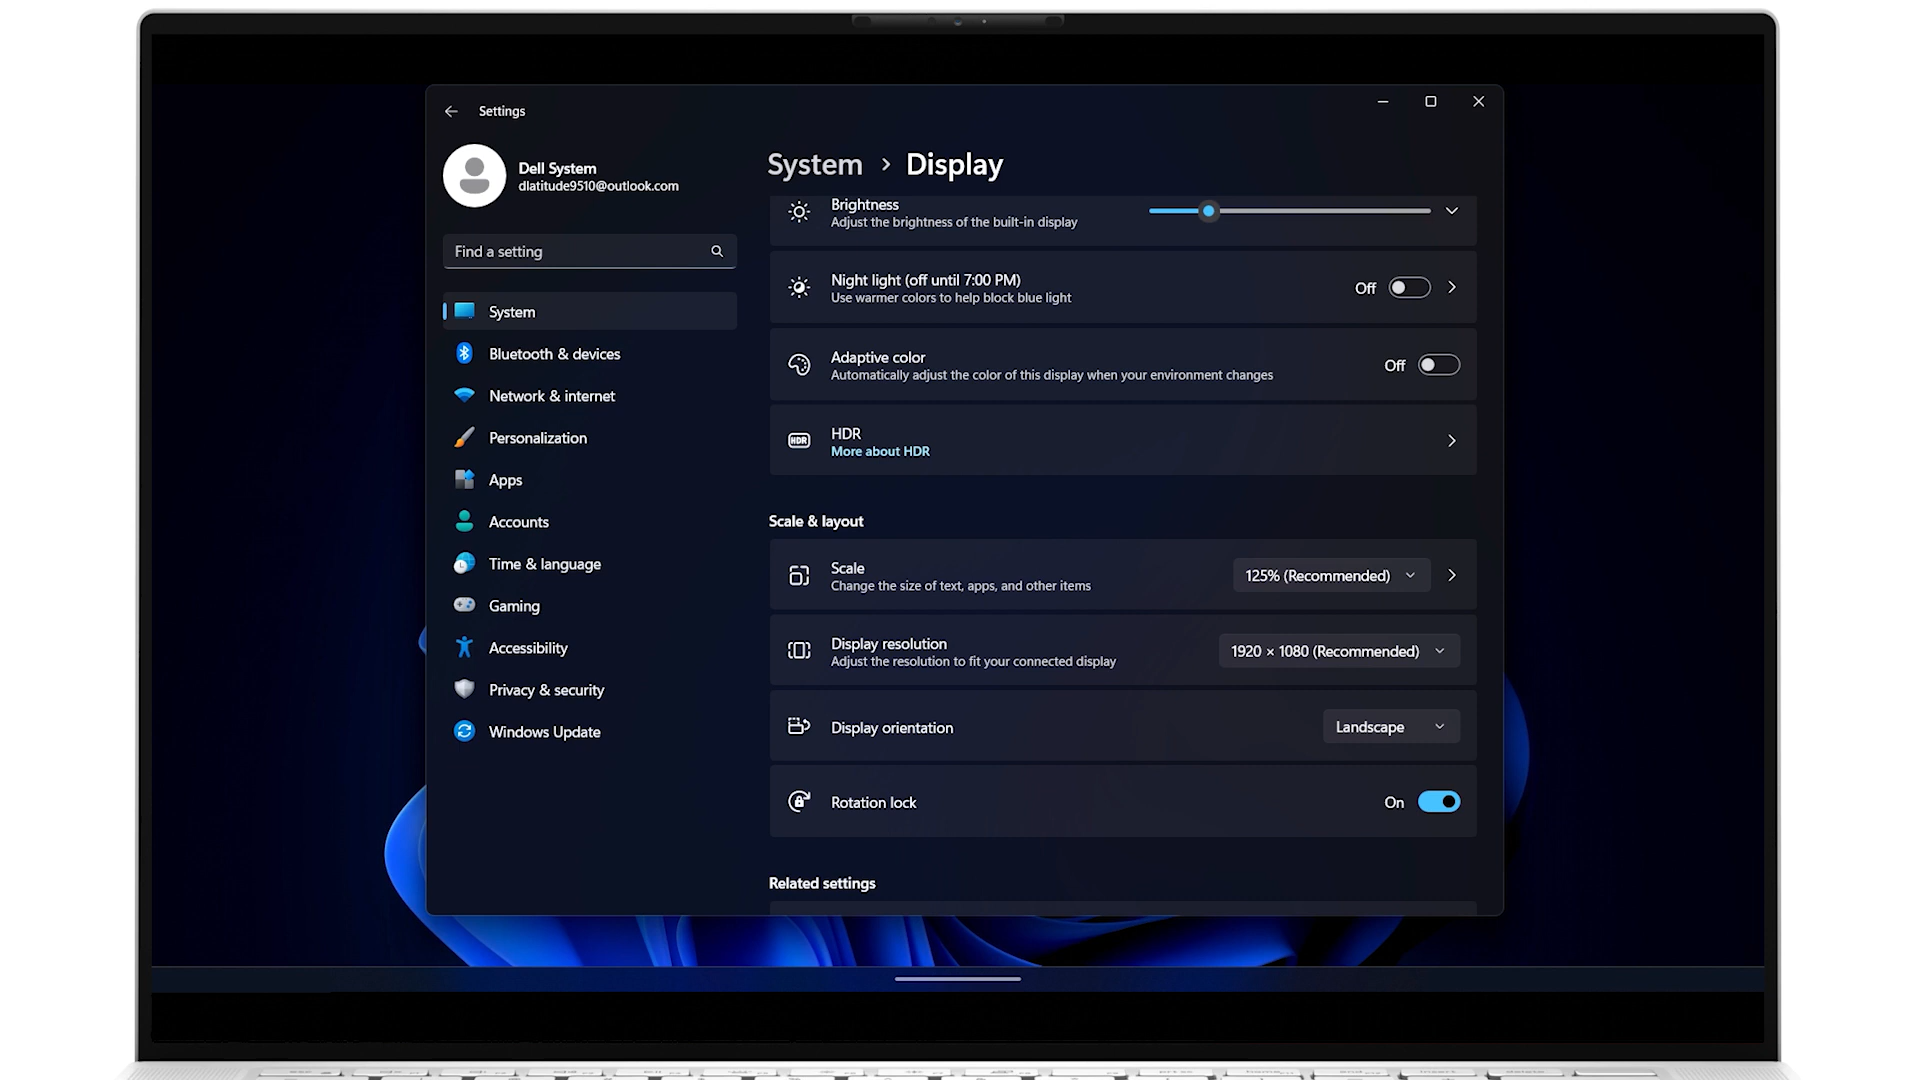 Settings
Dell System
dlatitude9510@outlook.com
Find a setting
System
Bluetooth & devices
Network & internet
Personalization
Apps
Accounts
Time & language
Gaming
Accessibility
Privacy & security
Windows Update
System › Display
Brightness
Adjust the brightness of the built-in display
Night light (off until 7:00 PM)
Use warmer colors to help block blue light
Off
Adaptive color
Automatically adjust the color of this display when your environment changes
Off
HDR
HDR
More about HDR
Scale & layout
Scale
Change the size of text, apps, and other items
125% (Recommended)
Display resolution
Adjust the resolution to fit your connected display
1920 × 1080 (Recommended)
Display orientation
Landscape
Rotation lock
On
Related settings